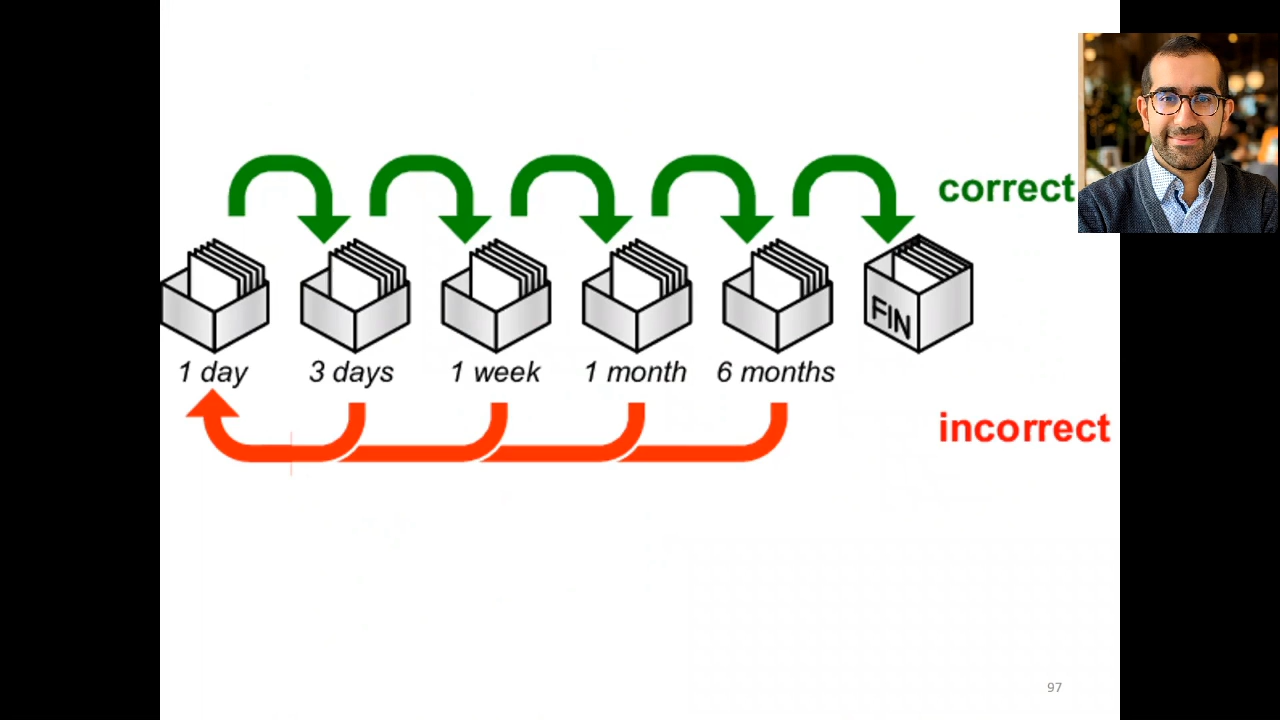 correct
FIN
1 day
3 days
1 week
1 month
6 months
incorrect
97